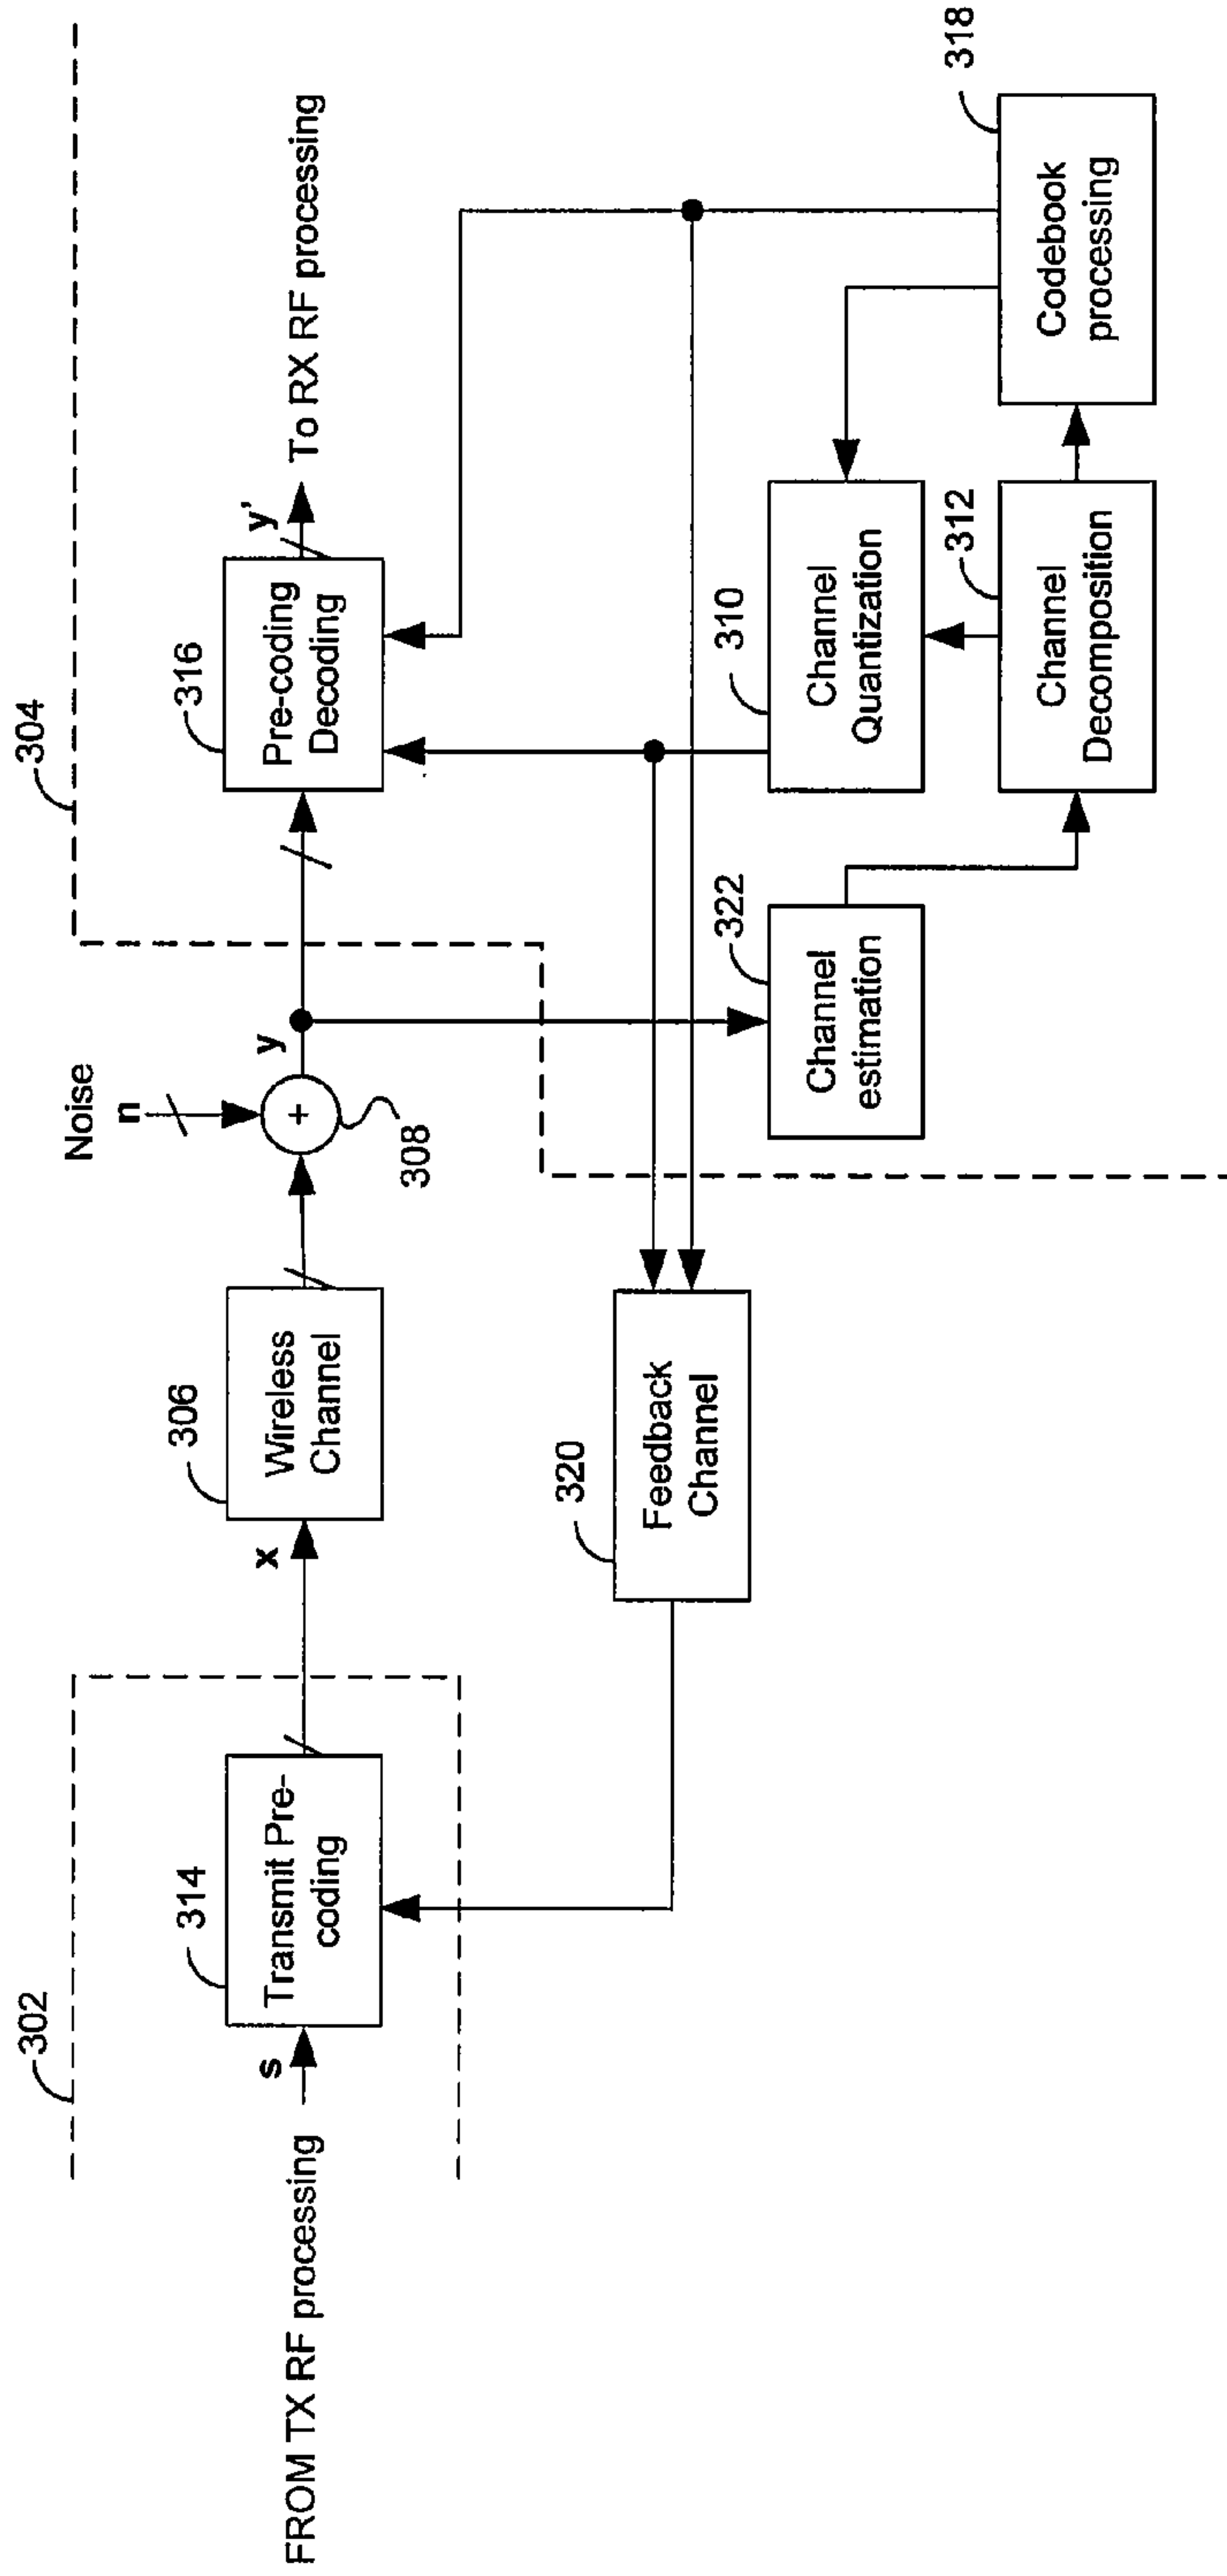 302
304
FROM TX RF processing
s
314
Transmit Pre-
coding
x
306
Wireless
Channel
Noise
n
+
308
y
316
Pre-coding
Decoding
y'
To RX RF processing
320
Feedback
Channel
322
Channel
estimation
310
Channel
Quantization
312
Channel
Decomposition
318
Codebook
processing